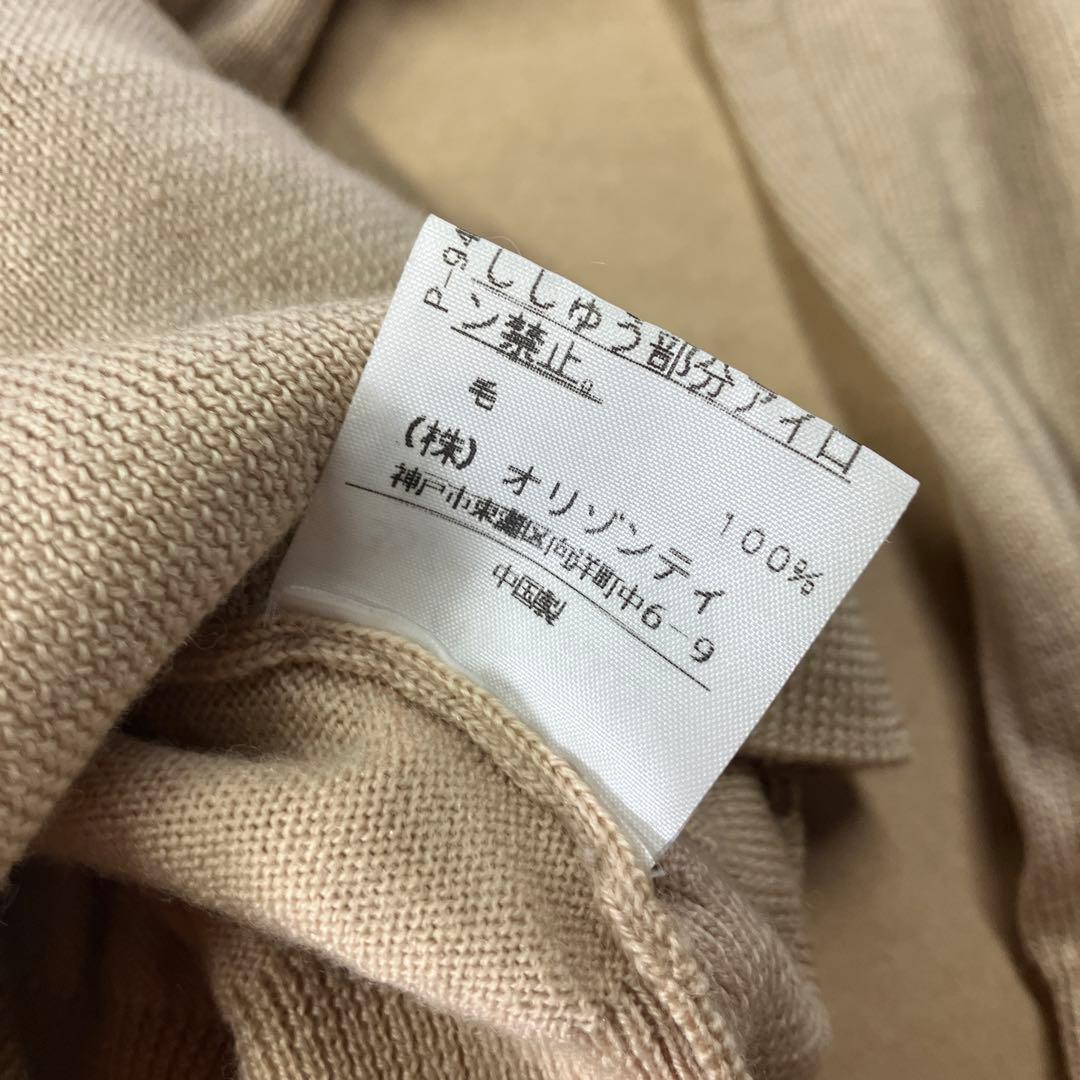 P-94
ししゅう部分アイロ
ン禁止。
毛 100%
(株)オリゾンティ
神戸市東灘区向洋町中6-9
中国製